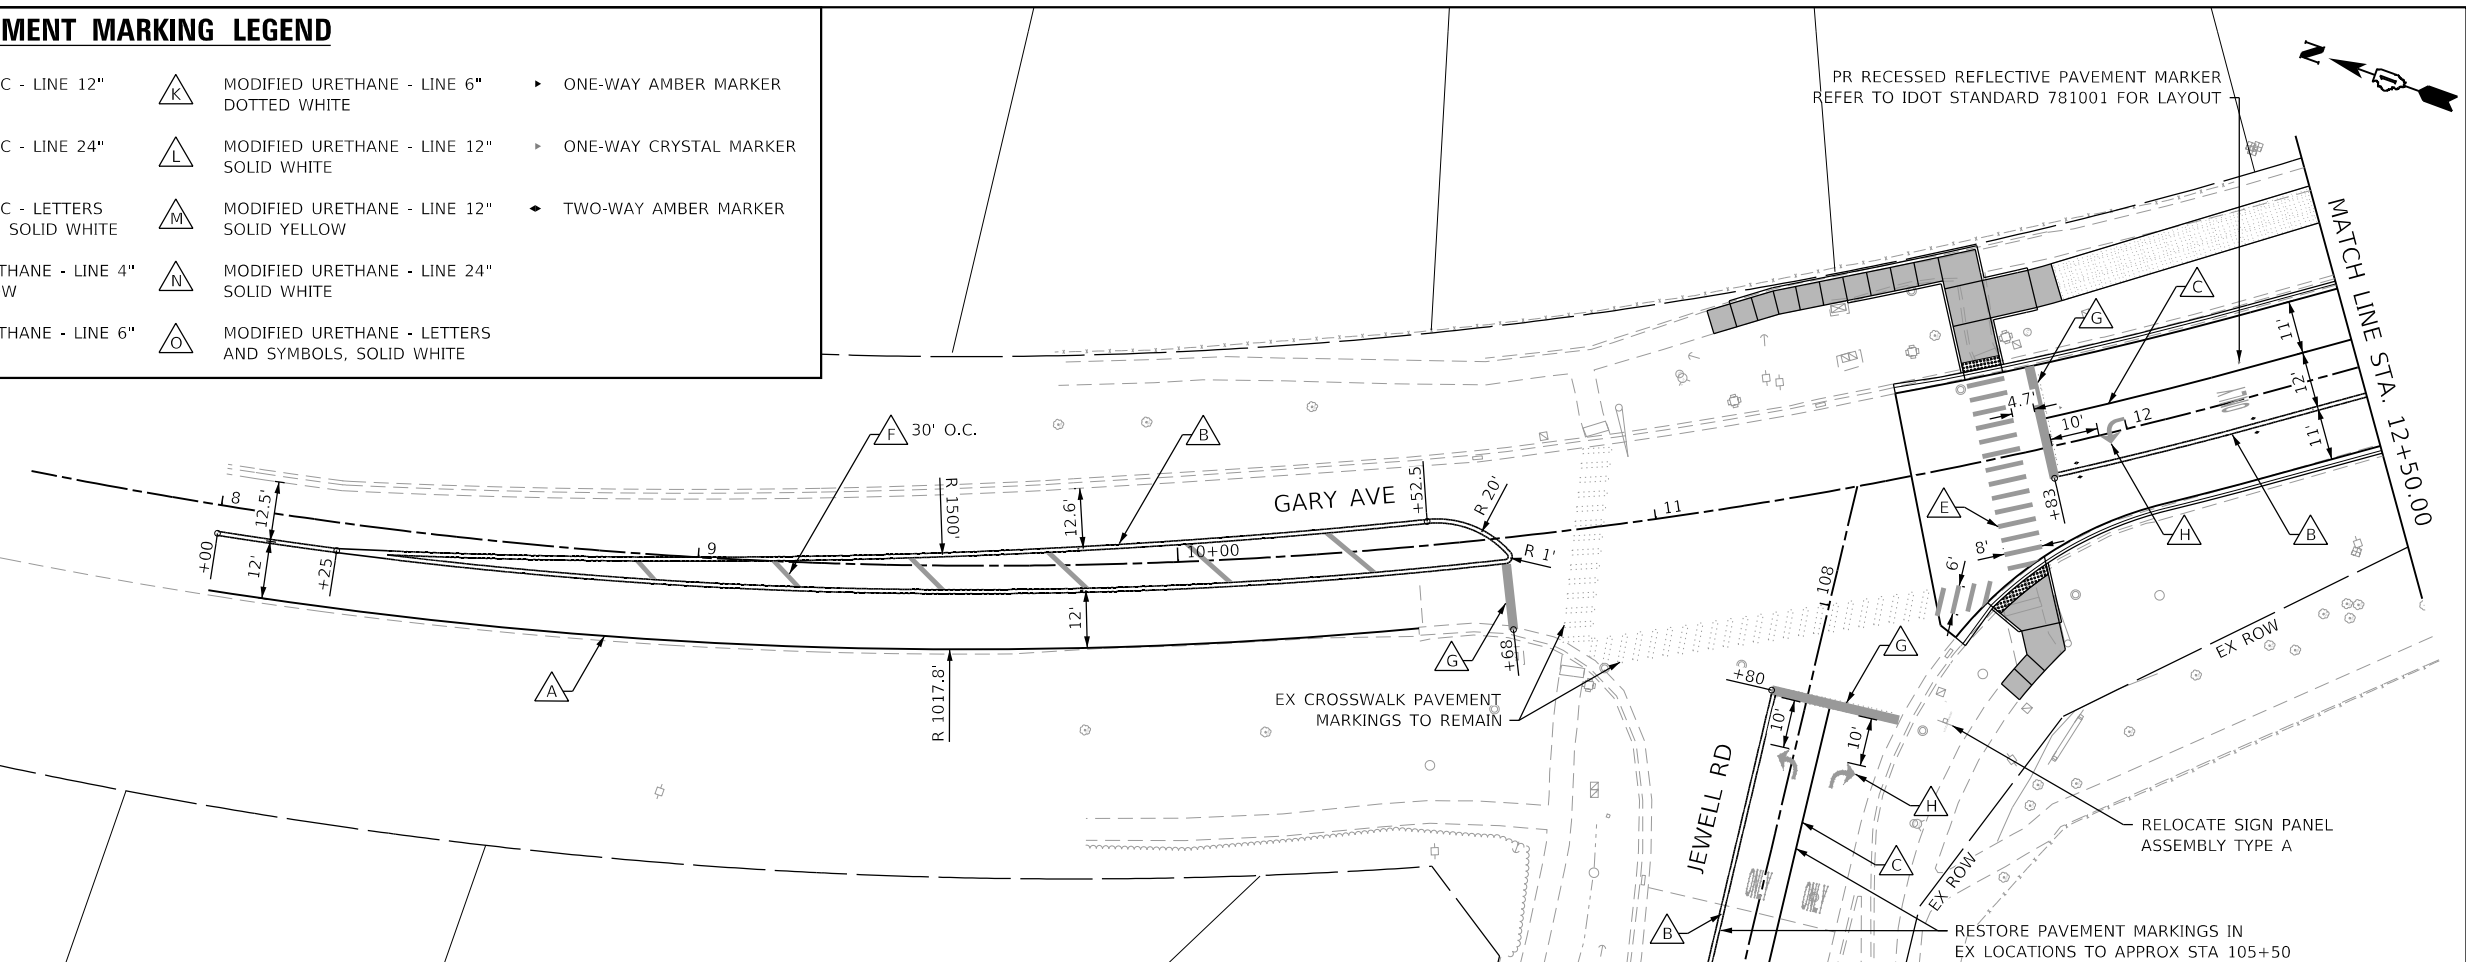 MENT MARKING LEGEND
C - LINE 12"
K
MODIFIED URETHANE - LINE 6"
DOTTED WHITE
ONE-WAY AMBER MARKER
C - LINE 24"
L
MODIFIED URETHANE - LINE 12"
SOLID WHITE
ONE-WAY CRYSTAL MARKER
C - LETTERS
SOLID WHITE
M
MODIFIED URETHANE - LINE 12"
SOLID YELLOW
TWO-WAY AMBER MARKER
THANE - LINE 4"
W
N
MODIFIED URETHANE - LINE 24"
SOLID WHITE
THANE - LINE 6"
O
MODIFIED URETHANE - LETTERS
AND SYMBOLS, SOLID WHITE
PR RECESSED REFLECTIVE PAVEMENT MARKER
REFER TO IDOT STANDARD 781001 FOR LAYOUT
N
MATCH LINE STA. 12+50.00
C
G
11'
12'
11'
4.7'
10'
12
+83
E
H
B
8'
6'
F
30' O.C.
B
GARY AVE
+52.5
R 20'
R 1'
11
8
12.5'
12'
+00
+25
9
R 1500'
12.6'
10+00
12'
A
R 1017.8'
G
+68
EX CROSSWALK PAVEMENT
MARKINGS TO REMAIN
108
+80
G
10'
10'
H
JEWELL RD
C
B
EX ROW
EX ROW
RELOCATE SIGN PANEL
ASSEMBLY TYPE A
RESTORE PAVEMENT MARKINGS IN
EX LOCATIONS TO APPROX STA 105+50